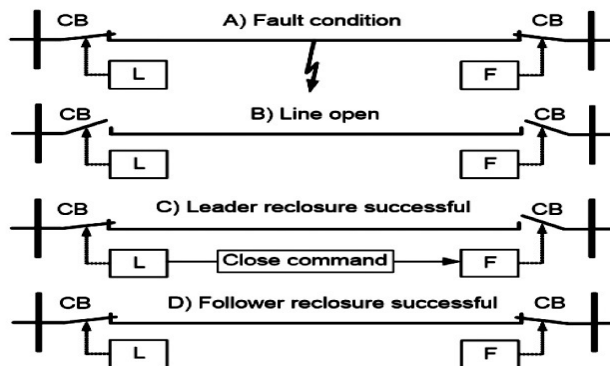 A) Fault condition
CB CB
L F
B) Line open
CB CB
L F
C) Leader reclosure successful
CB CB
L Close command F
D) Follower reclosure successful
CB CB
L F